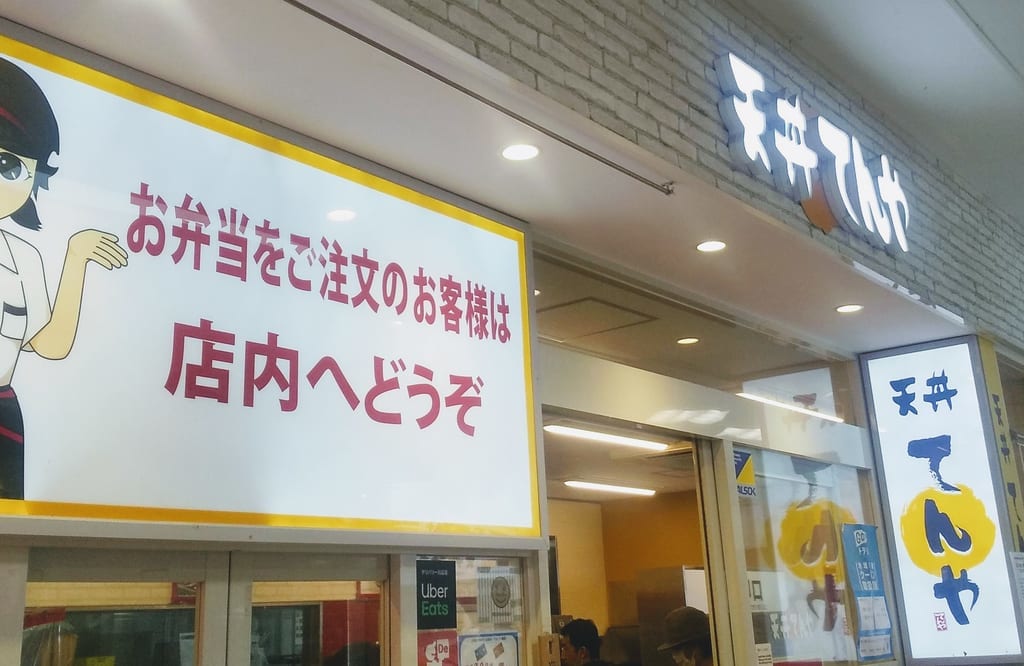 お弁当をご注文のお客様は
店内へどうぞ
天丼てんや
天丼
てんや
ALSOK
Uber
Eats
De